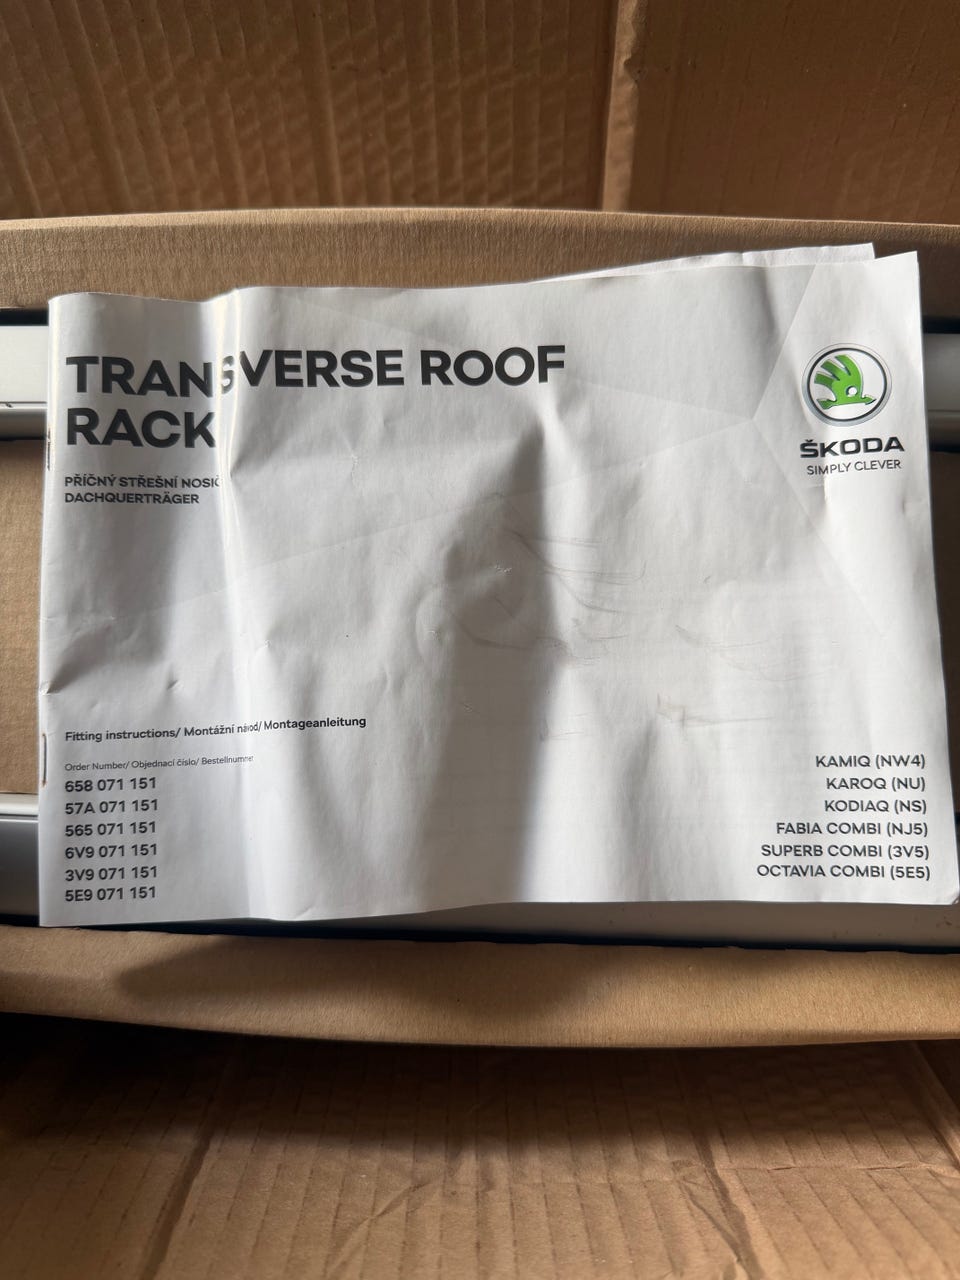 TRANSVERSE ROOF
RACK
PŘÍČNÝ STŘEŠNÍ NOSIČ
DACHQUERTRÄGER
ŠKODA
SIMPLY CLEVER
Fitting instructions/ Montážní návod/ Montageanleitung
Order Number/ Objednací číslo/ Bestellnummer
658 071 151
57A 071 151
565 071 151
6V9 071 151
3V9 071 151
5E9 071 151
KAMIQ (NW4)
KAROQ (NU)
KODIAQ (NS)
FABIA COMBI (NJ5)
SUPERB COMBI (3V5)
OCTAVIA COMBI (5E5)